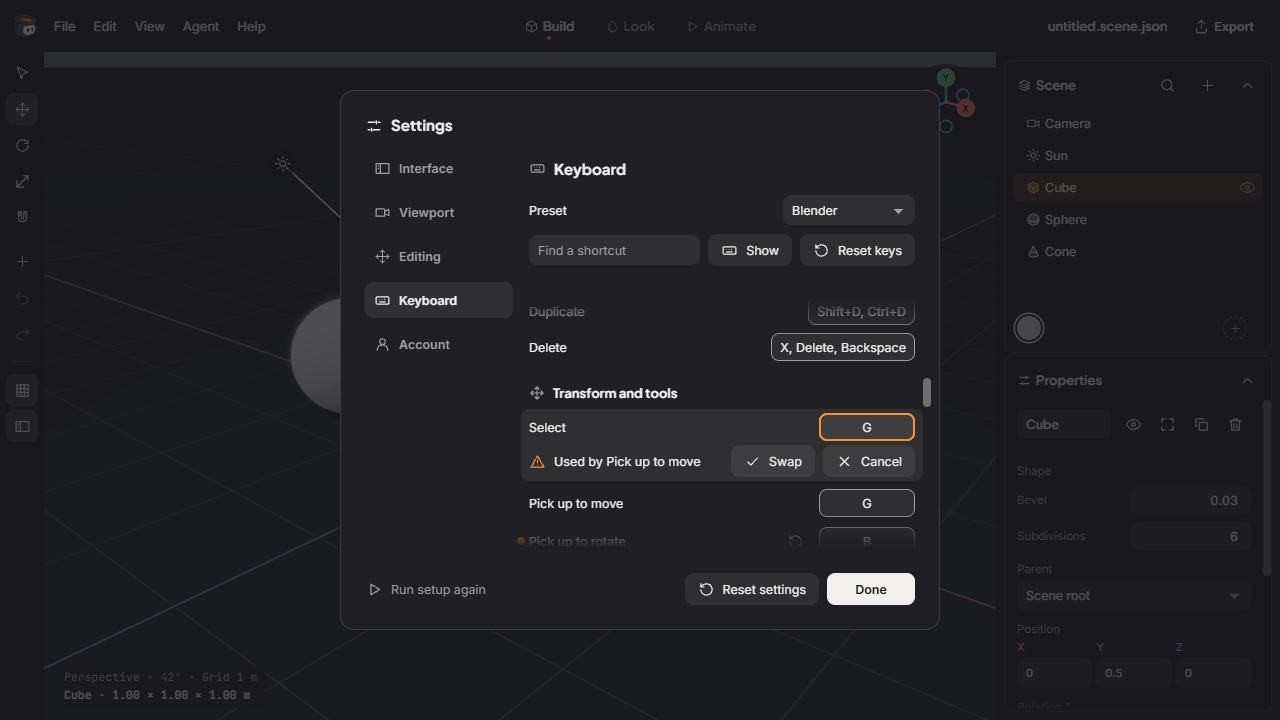 File Edit View Agent Help
Build Look Animate
untitled.scene.json Export
Y
X
Settings
Interface
Viewport
Editing
Keyboard
Account
Keyboard
Preset Blender
Find a shortcut Show Reset keys
Duplicate Shift+D, Ctrl+D
Delete X, Delete, Backspace
Transform and tools
Select G
Used by Pick up to move Swap Cancel
Pick up to move G
Pick up to rotate B
Run setup again Reset settings Done
Perspective · 42° · Grid 1 m
Cube · 1.00 × 1.00 × 1.00 m
Scene
Camera
Sun
Cube
Sphere
Cone
Properties
Cube
Shape
Bevel 0.03
Subdivisions 6
Parent
Scene root
Position
X Y Z
0 0.5 0
Rotation °